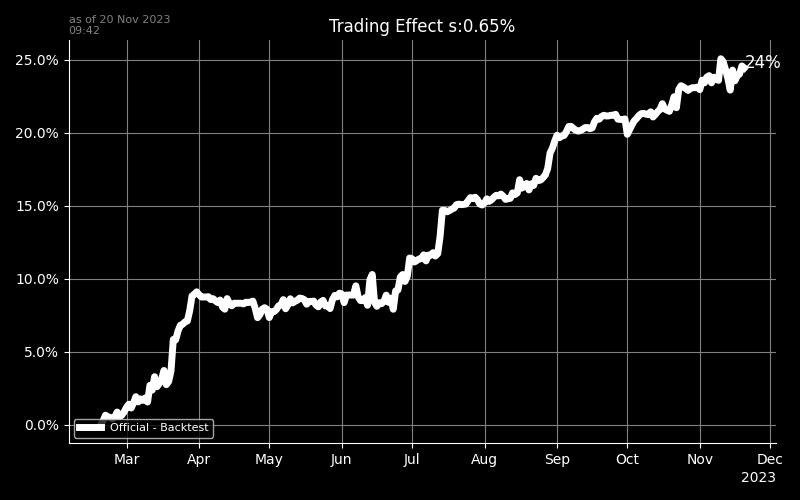 as of 20 Nov 2023
09:42
Trading Effect s:0.65%
25.0%
20.0%
15.0%
10.0%
5.0%
0.0%
24%
Official - Backtest
Mar Apr May Jun Jul Aug Sep Oct Nov Dec
2023